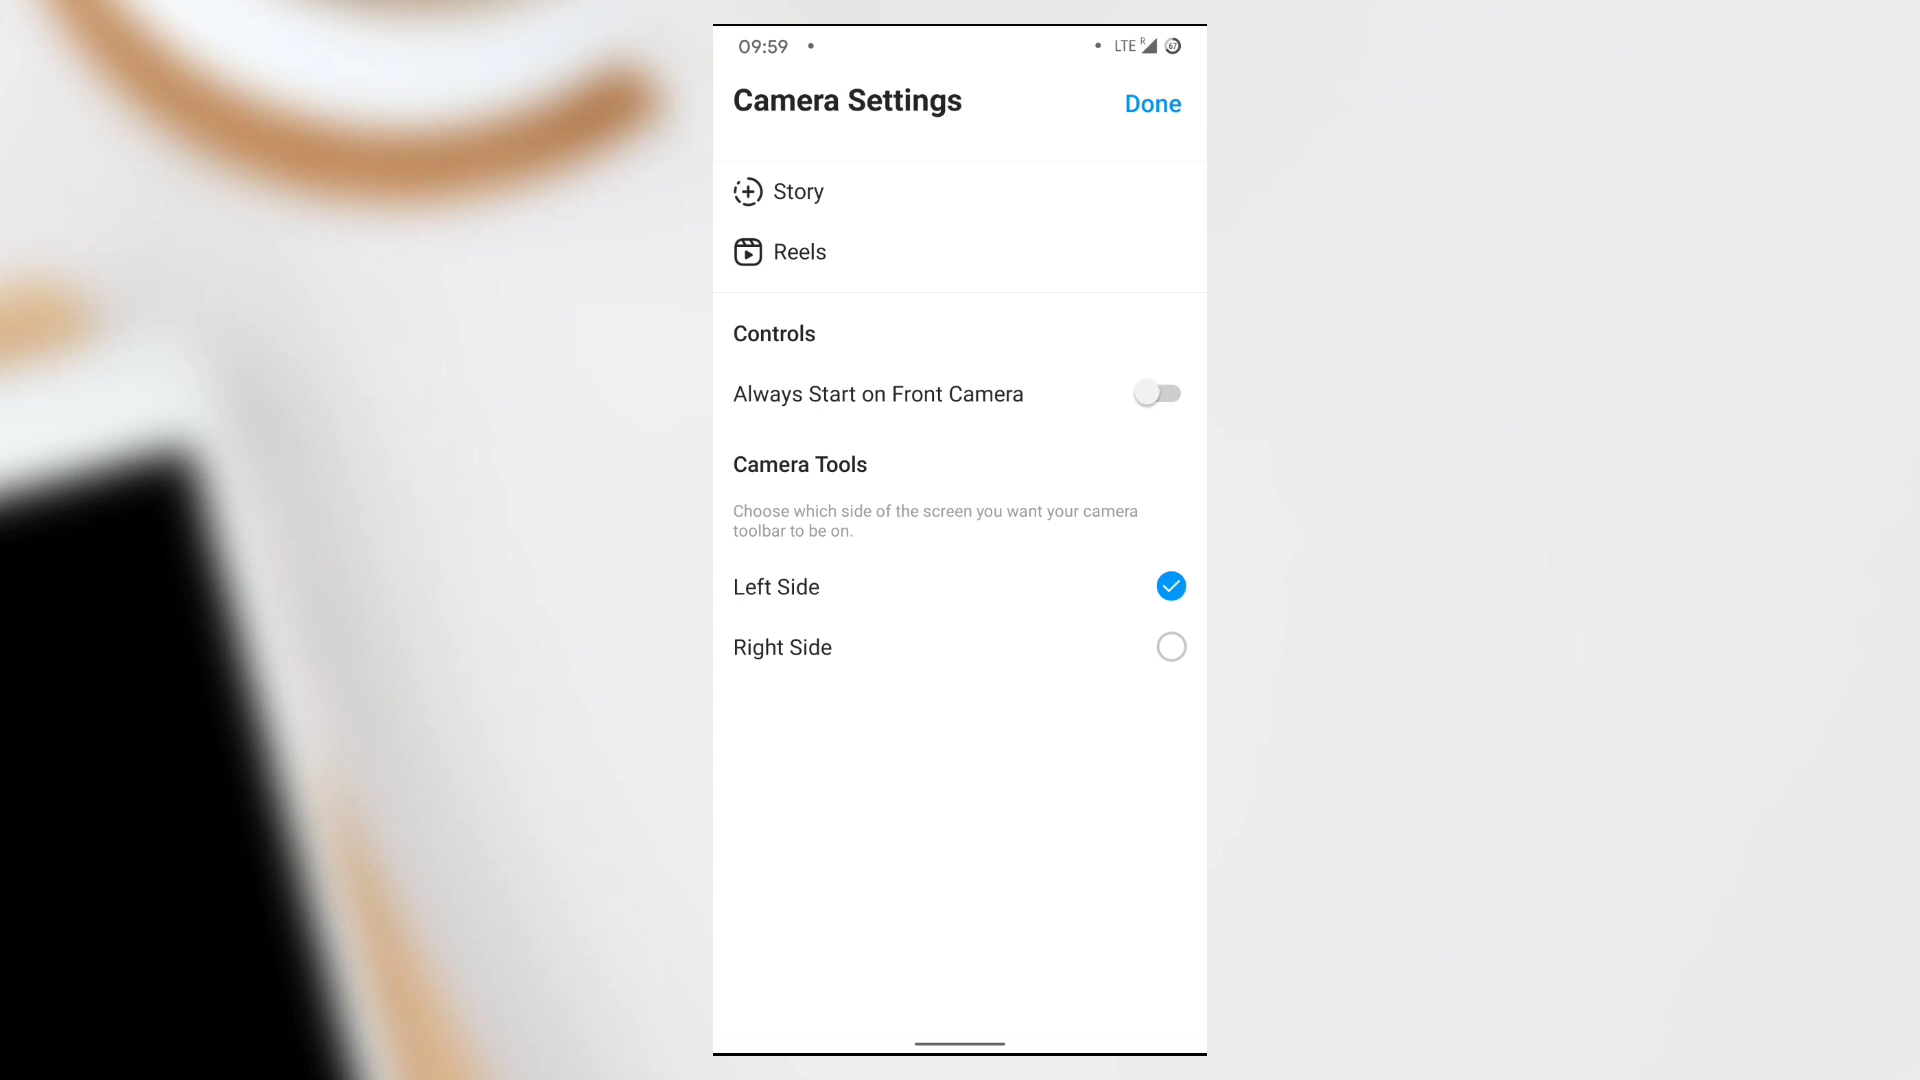 09:59
LTE R 67
Camera Settings
Done
Story
Reels
Controls
Always Start on Front Camera
Camera Tools
Choose which side of the screen you want your camera
toolbar to be on.
Left Side
Right Side